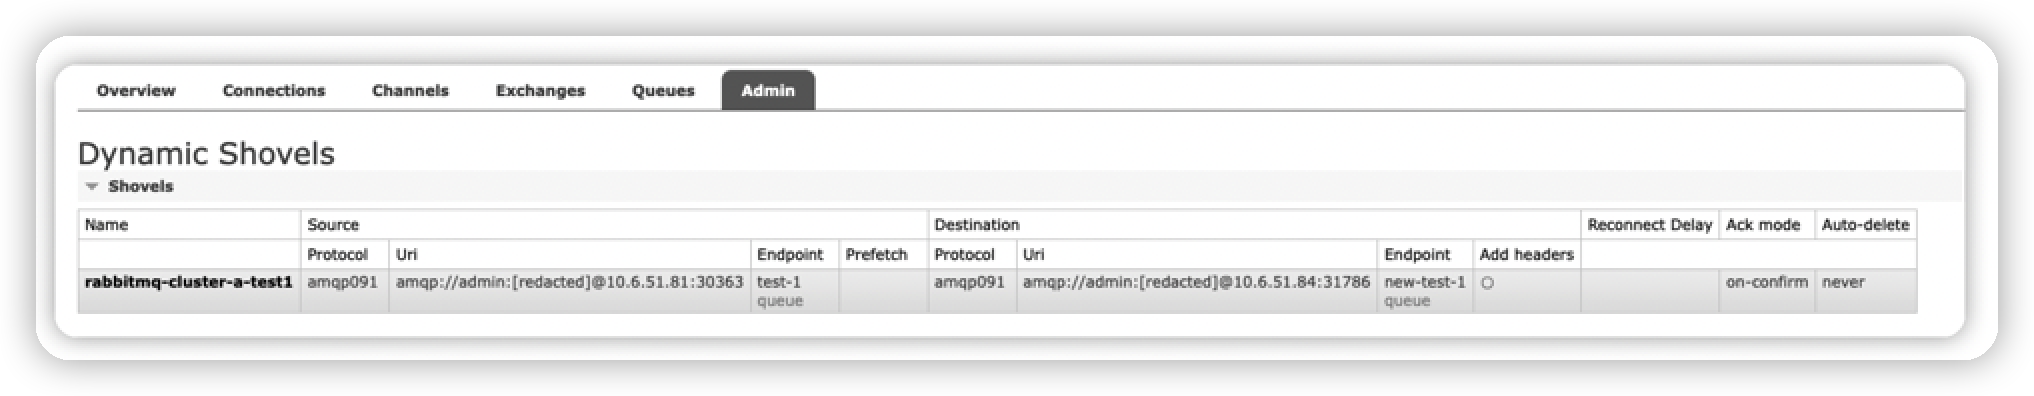 Overview Connections Channels Exchanges Queues Admin
Dynamic Shovels
Shovels
Name Source Destination Reconnect Delay Ack mode Auto-delete
Protocol Uri Endpoint Prefetch Protocol Uri Endpoint Add headers
rabbitmq-cluster-a-test1 amqp091 amqp://admin:[redacted]@10.6.51.81:30363 test-1 amqp091 amqp://admin:[redacted]@10.6.51.84:31786 new-test-1 on-confirm never
queue queue